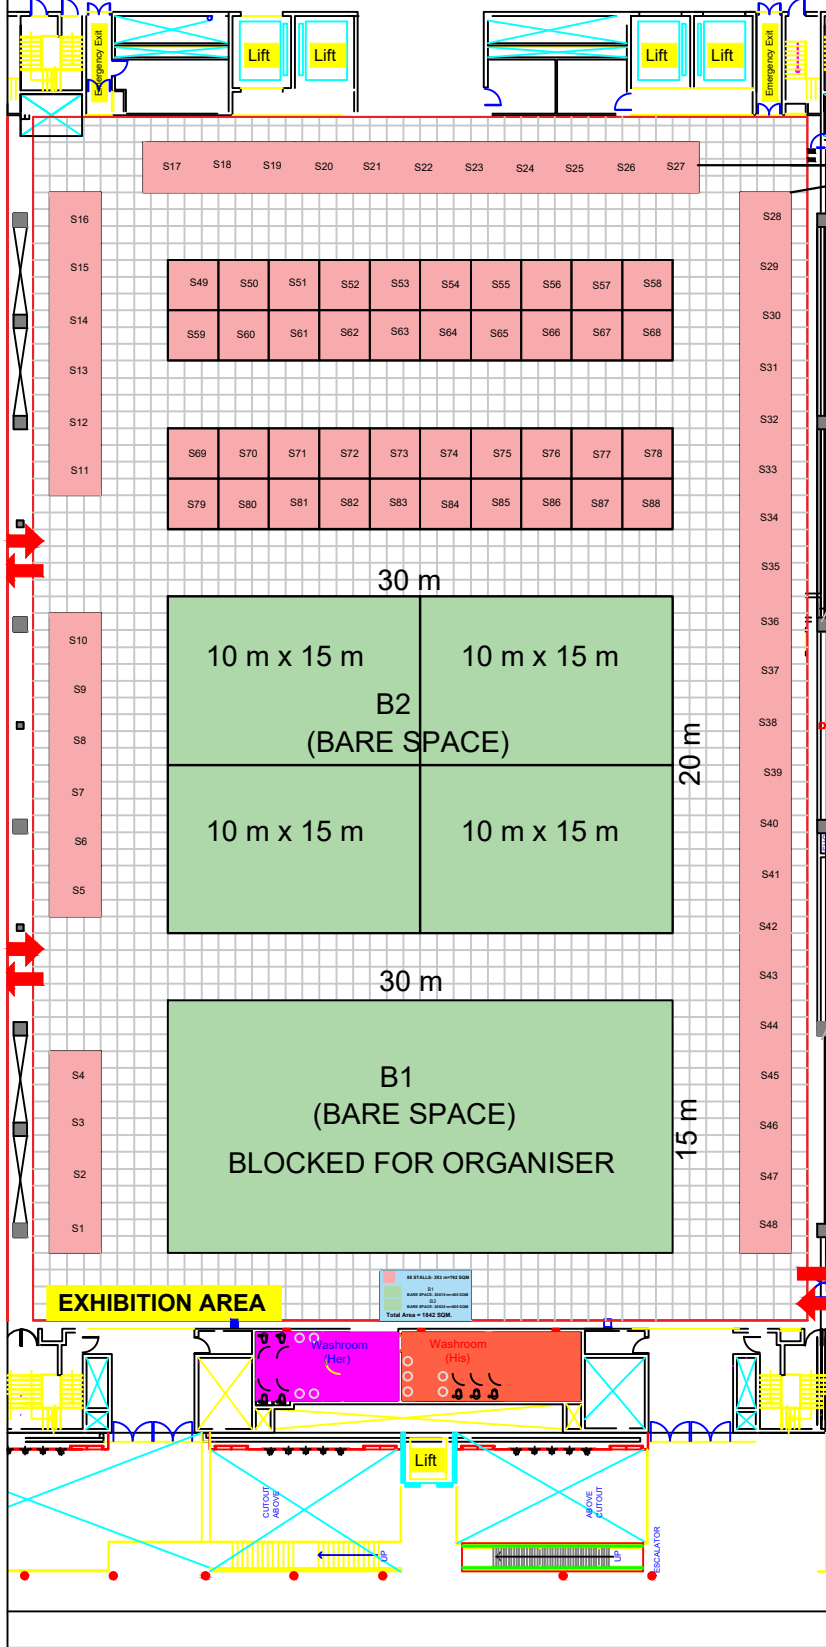 Emergency Exit
Lift
Lift
Lift
Lift
Emergency Exit
S17 S18 S19 S20 S21 S22 S23 S24 S25 S26 S27
S16
S15
S14
S13
S12
S11
S28
S29
S30
S31
S32
S33
S34
S35
S36
S37
S38
S39
S40
S41
S42
S43
S44
S45
S46
S47
S48
S49 S50 S51 S52 S53 S54 S55 S56 S57 S58
S59 S60 S61 S62 S63 S64 S65 S66 S67 S68
S69 S70 S71 S72 S73 S74 S75 S76 S77 S78
S79 S80 S81 S82 S83 S84 S85 S86 S87 S88
30 m
10 m x 15 m
10 m x 15 m
B2
(BARE SPACE)
20 m
10 m x 15 m
10 m x 15 m
S10
S9
S8
S7
S6
S5
30 m
B1
(BARE SPACE)
BLOCKED FOR ORGANISER
15 m
S4
S3
S2
S1
EXHIBITION AREA
B1
B2
Total Area = 1842 SQM.
Washroom
(Her)
Washroom
(His)
Lift
CUTOUT
ABOVE
ABOVE
CUTOUT
UP
UP
ESCALATOR